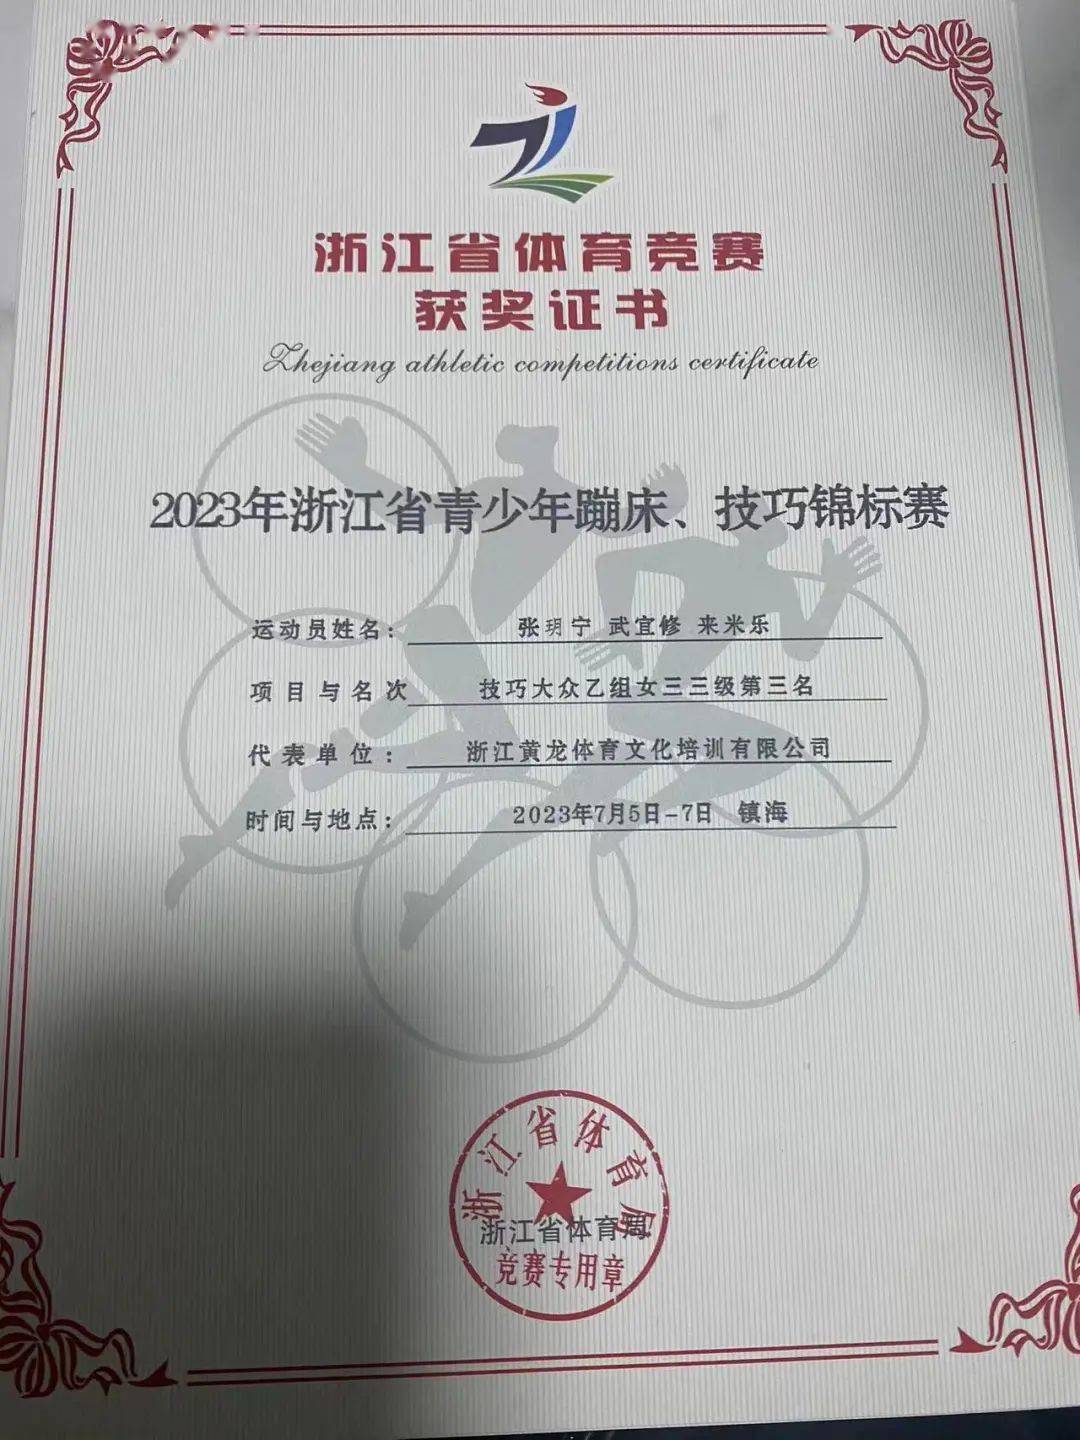 浙江省体育竞赛
获奖证书
Zhejiang athletic competitions certificate
2023年浙江省青少年蹦床、技巧锦标赛
运动员姓名: 张玥宁 武宜修 来米乐
项目与名次 技巧大众乙组女三三级第三名
代表单位: 浙江黄龙体育文化培训有限公司
时间与地点: 2023年7月5日-7日 镇海
浙江省体育局
浙江省体育局
竞赛专用章